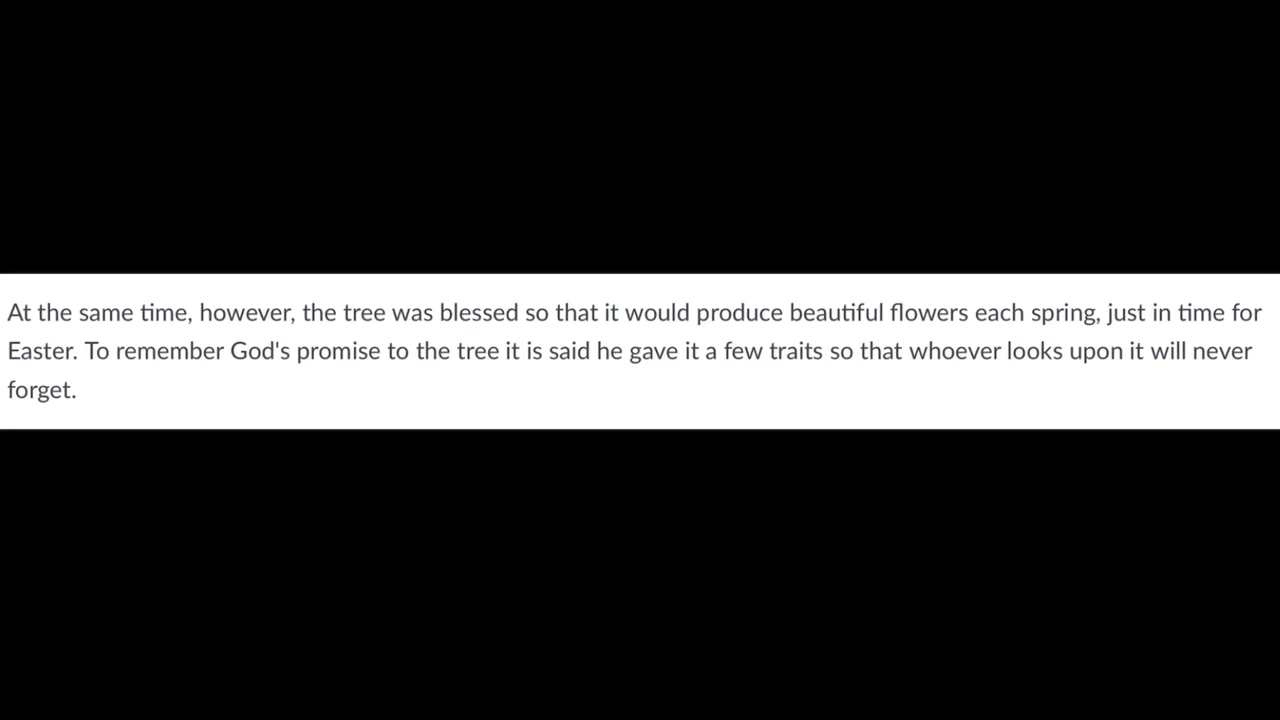 At the same time, however, the tree was blessed so that it would produce beautiful flowers each spring, just in time for
Easter. To remember God's promise to the tree it is said he gave it a few traits so that whoever looks upon it will never
forget.